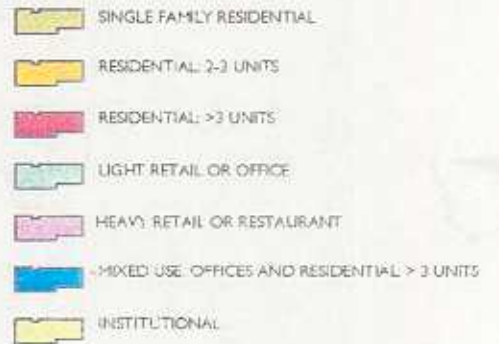 SINGLE FAMILY RESIDENTIAL
RESIDENTIAL: 2-3 UNITS
RESIDENTIAL: >3 UNITS
LIGHT RETAIL OR OFFICE
HEAVY RETAIL OR RESTAURANT
MIXED USE: OFFICES AND RESIDENTIAL > 3 UNITS
INSTITUTIONAL